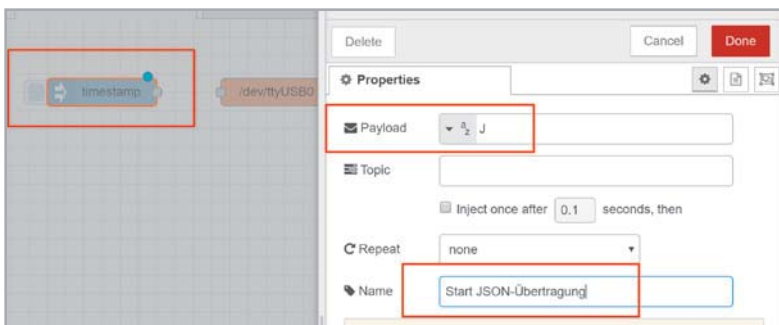 Delete Cancel Done
Properties
timestamp /dev/ttyUSB0
Payload a z J
Topic
Inject once after 0.1 seconds, then
Repeat none
Name Start JSON-Übertragung